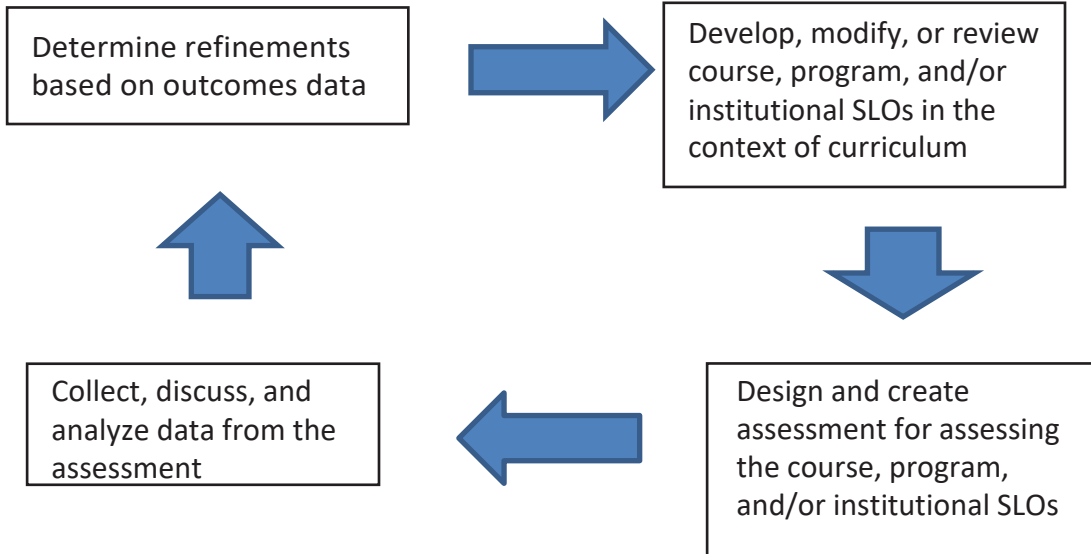 Determine refinements
based on outcomes data
Develop, modify, or review
course, program, and/or
institutional SLOs in the
context of curriculum
Collect, discuss, and
analyze data from the
assessment
Design and create
assessment for assessing
the course, program,
and/or institutional SLOs